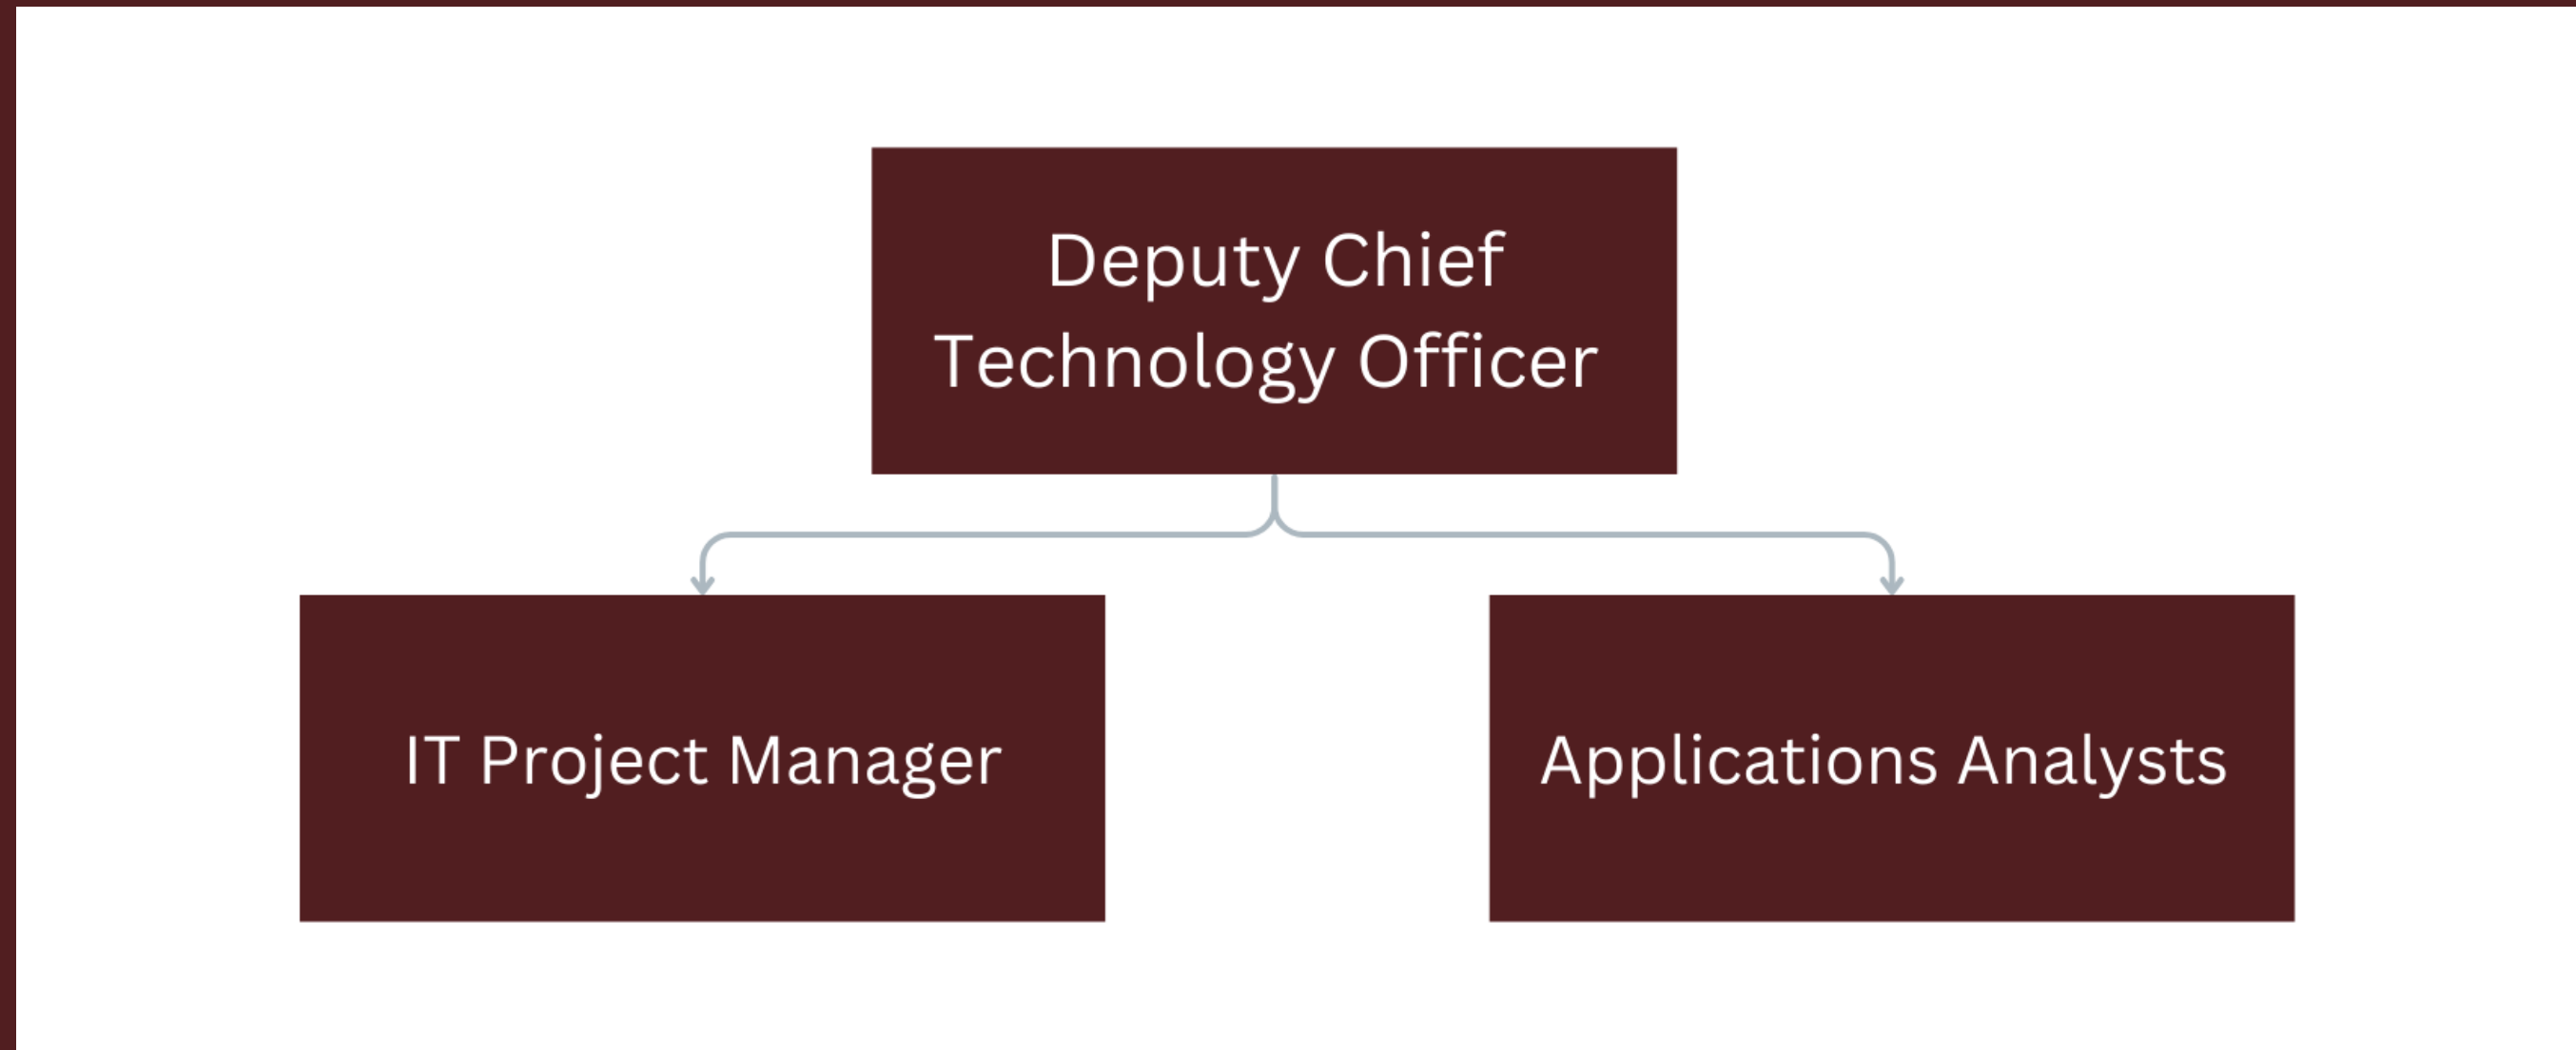 Deputy Chief
Technology Officer
IT Project Manager
Applications Analysts